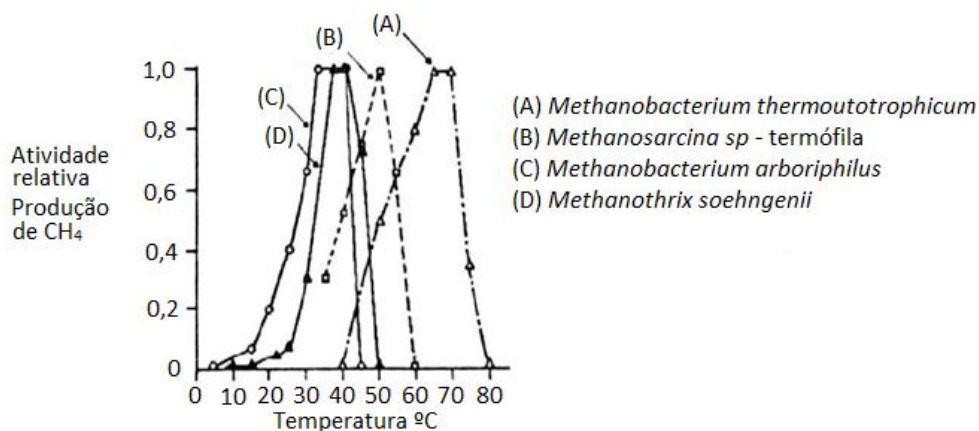 (A)
(B)
(C)
(D)
Atividade
relativa
Produção
de CH₄
1,0
0,8
0,6
0,4
0,2
0
0 10 20 30 40 50 60 70 80
Temperatura ºC
(A) Methanobacterium thermoutotrophicum
(B) Methanosarcina sp - termófila
(C) Methanobacterium arboriphilus
(D) Methanothrix soehngenii